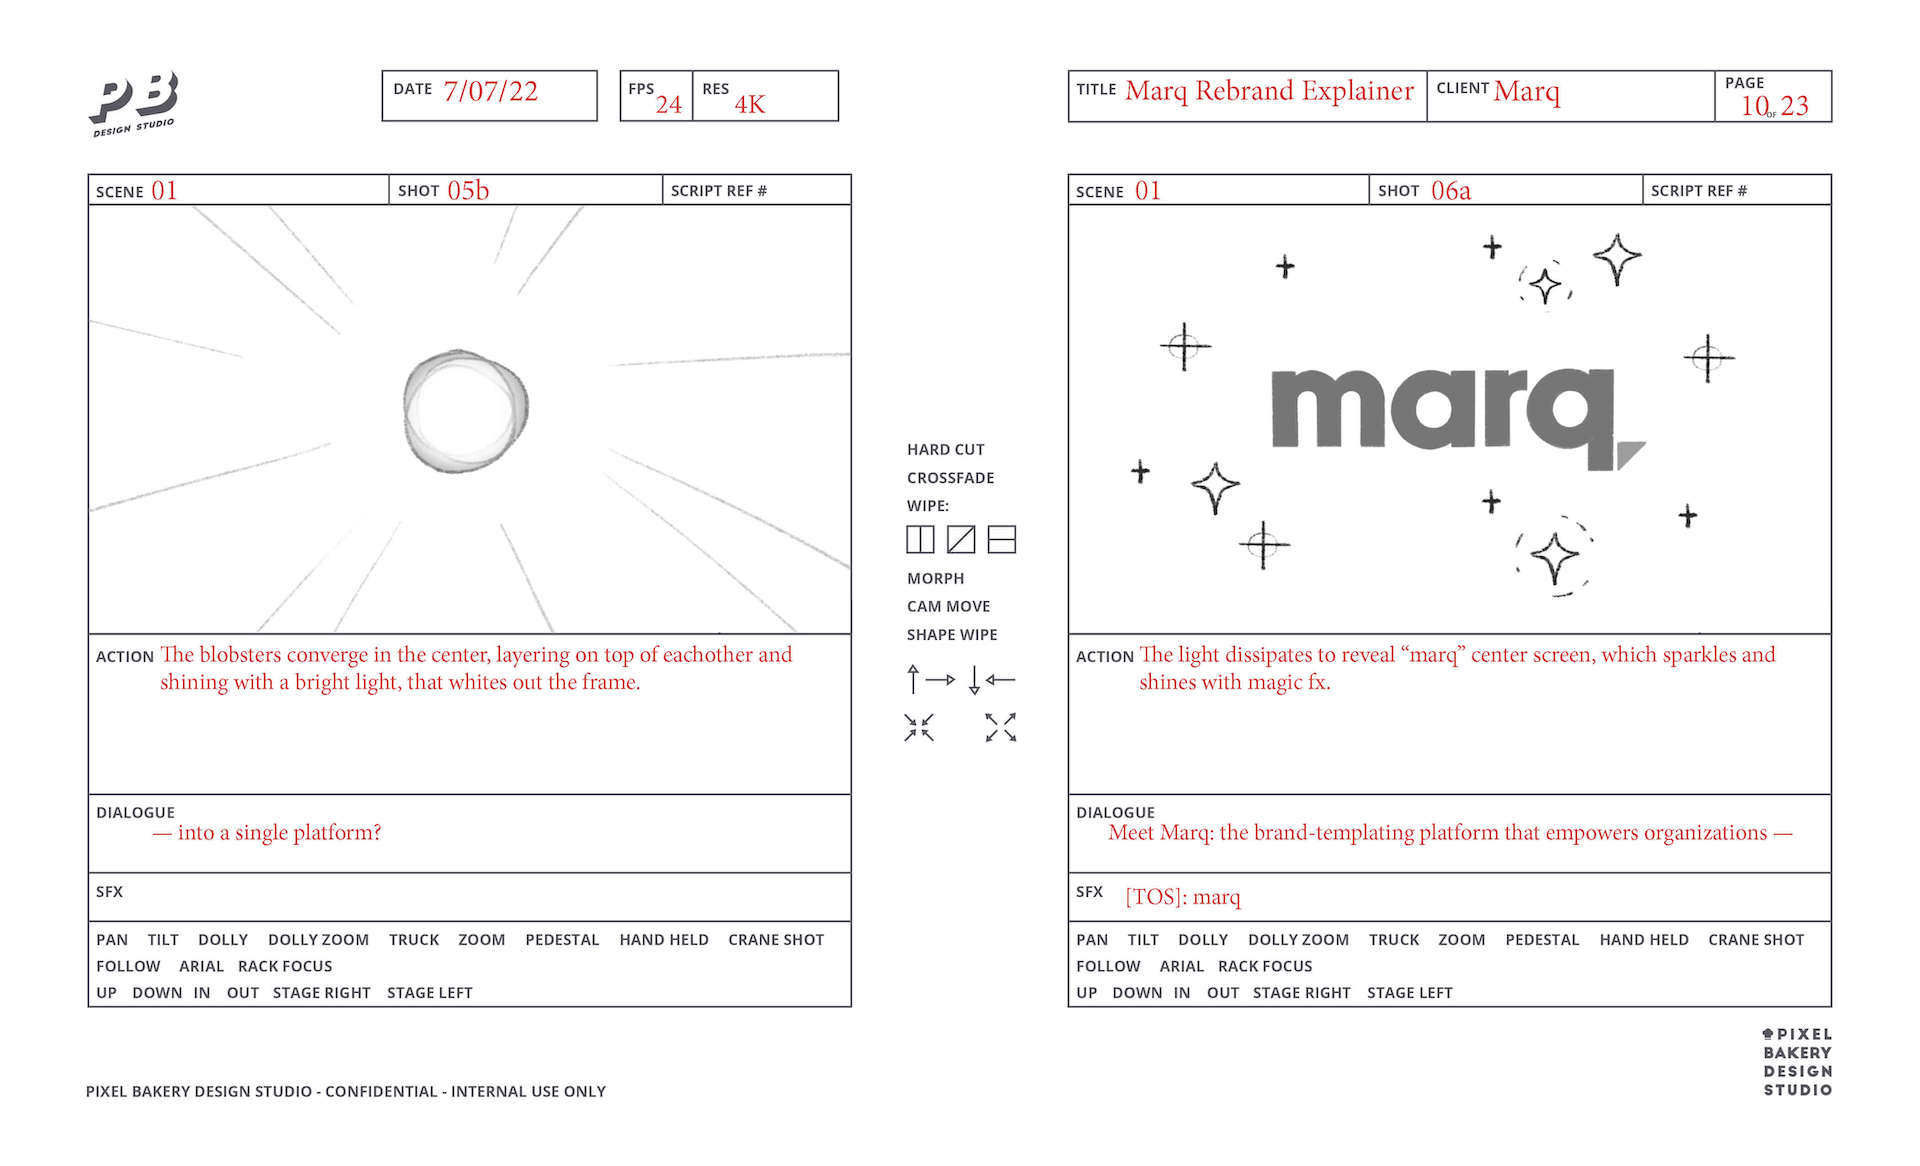 PB
DESIGN STUDIO
DATE 7/07/22
FPS 24
RES 4K
TITLE Marq Rebrand Explainer
CLIENT Marq
PAGE
10 OF 23
SCENE 01
SHOT 05b
SCRIPT REF #
ACTION The blobsters converge in the center, layering on top of eachother and
shining with a bright light, that whites out the frame.
DIALOGUE
— into a single platform?
SFX
PAN TILT DOLLY DOLLY ZOOM TRUCK ZOOM PEDESTAL HAND HELD CRANE SHOT
FOLLOW ARIAL RACK FOCUS
UP DOWN IN OUT STAGE RIGHT STAGE LEFT
HARD CUT
CROSSFADE
WIPE:
MORPH
CAM MOVE
SHAPE WIPE
SCENE 01
SHOT 06a
SCRIPT REF #
marq
ACTION The light dissipates to reveal “marq” center screen, which sparkles and
shines with magic fx.
DIALOGUE
Meet Marq: the brand-templating platform that empowers organizations —
SFX [TOS]: marq
PAN TILT DOLLY DOLLY ZOOM TRUCK ZOOM PEDESTAL HAND HELD CRANE SHOT
FOLLOW ARIAL RACK FOCUS
UP DOWN IN OUT STAGE RIGHT STAGE LEFT
PIXEL BAKERY DESIGN STUDIO - CONFIDENTIAL - INTERNAL USE ONLY
PIXEL
BAKERY
DESIGN
STUDIO